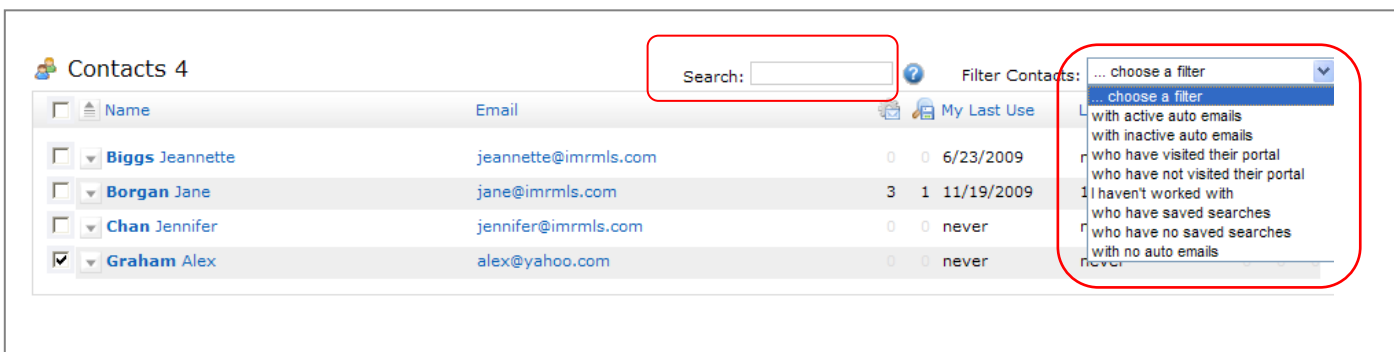 Contacts 4
Search:
Filter Contacts: ... choose a filter
Name Email My Last Use L
Biggs Jeannette jeannette@imrmls.com 0 0 6/23/2009
Borgan Jane jane@imrmls.com 3 1 11/19/2009 1
Chan Jennifer jennifer@imrmls.com 0 0 never
Graham Alex alex@yahoo.com 0 0 never never 0 0 0
... choose a filter
with active auto emails
with inactive auto emails
who have visited their portal
who have not visited their portal
I haven't worked with
who have saved searches
who have no saved searches
with no auto emails